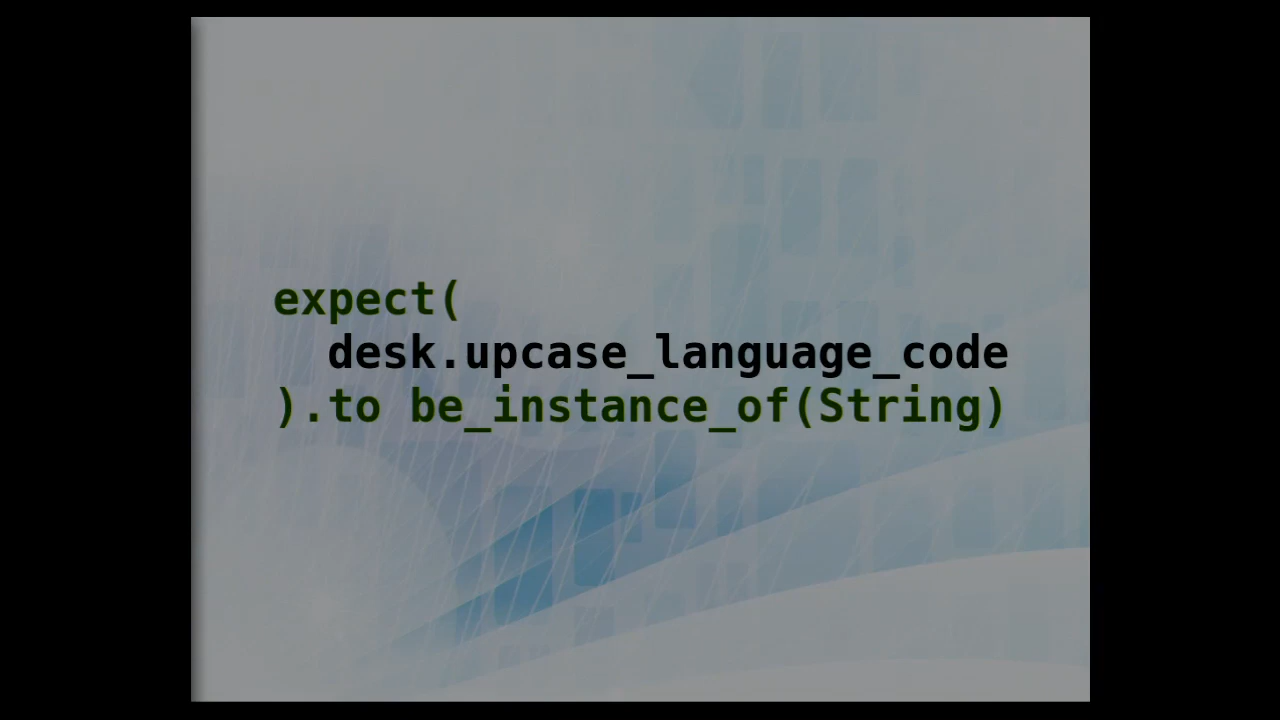 expect(
  desk.upcase_language_code
).to be_instance_of(String)